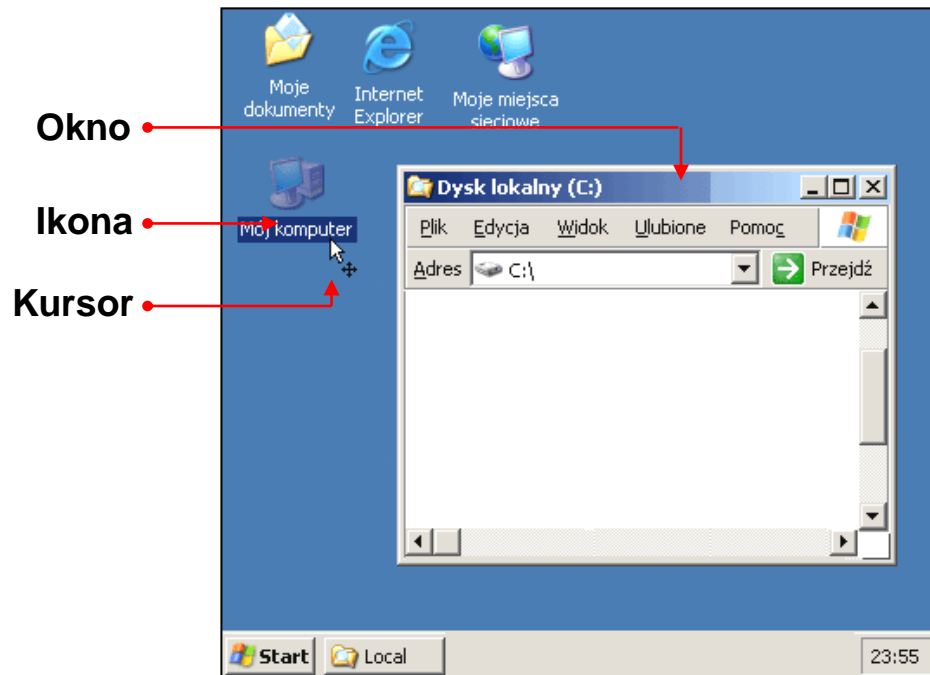 Moje
dokumenty
Internet
Explorer
Moje miejsca
sieciowe
Okno
Ikona
Mój komputer
Kursor
Dysk lokalny (C:)
Plik Edycja Widok Ulubione Pomoc
Adres C:\ Przejdź
Start Local 23:55